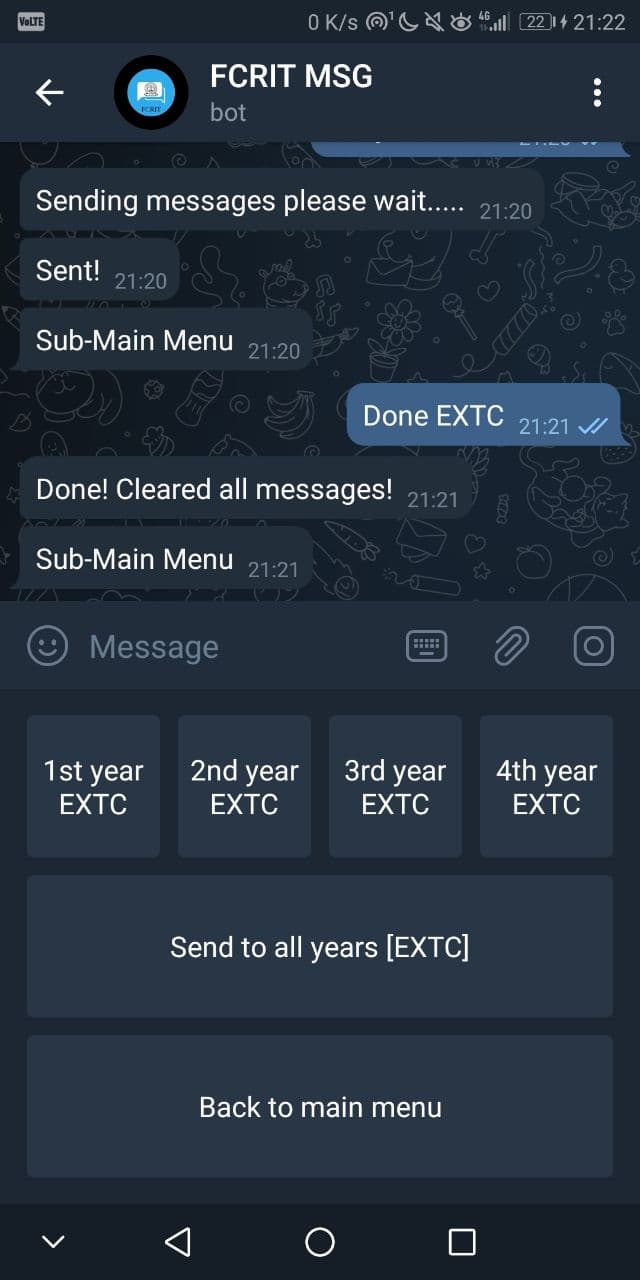 VoLTE 0 K/s 1 4G 22 21:22
FCRIT MSG
bot
FCRIT
Sending messages please wait..... 21:20
Sent! 21:20
Sub-Main Menu 21:20
Done EXTC 21:21
Done! Cleared all messages! 21:21
Sub-Main Menu 21:21
Message
1st year
EXTC
2nd year
EXTC
3rd year
EXTC
4th year
EXTC
Send to all years [EXTC]
Back to main menu